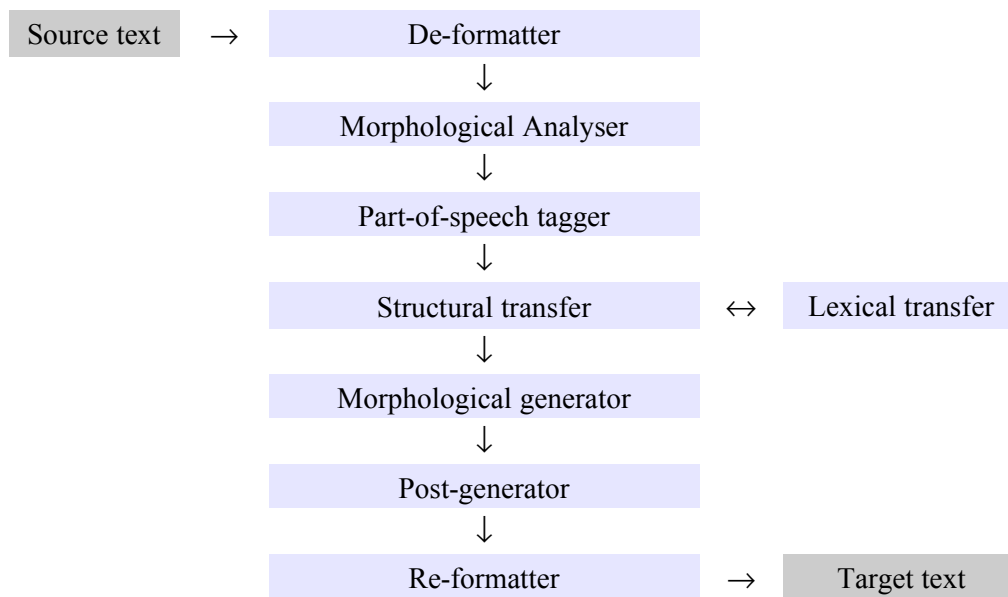 Source text → De-formatter
↓
Morphological Analyser
↓
Part-of-speech tagger
↓
Structural transfer ↔ Lexical transfer
↓
Morphological generator
↓
Post-generator
↓
Re-formatter → Target text